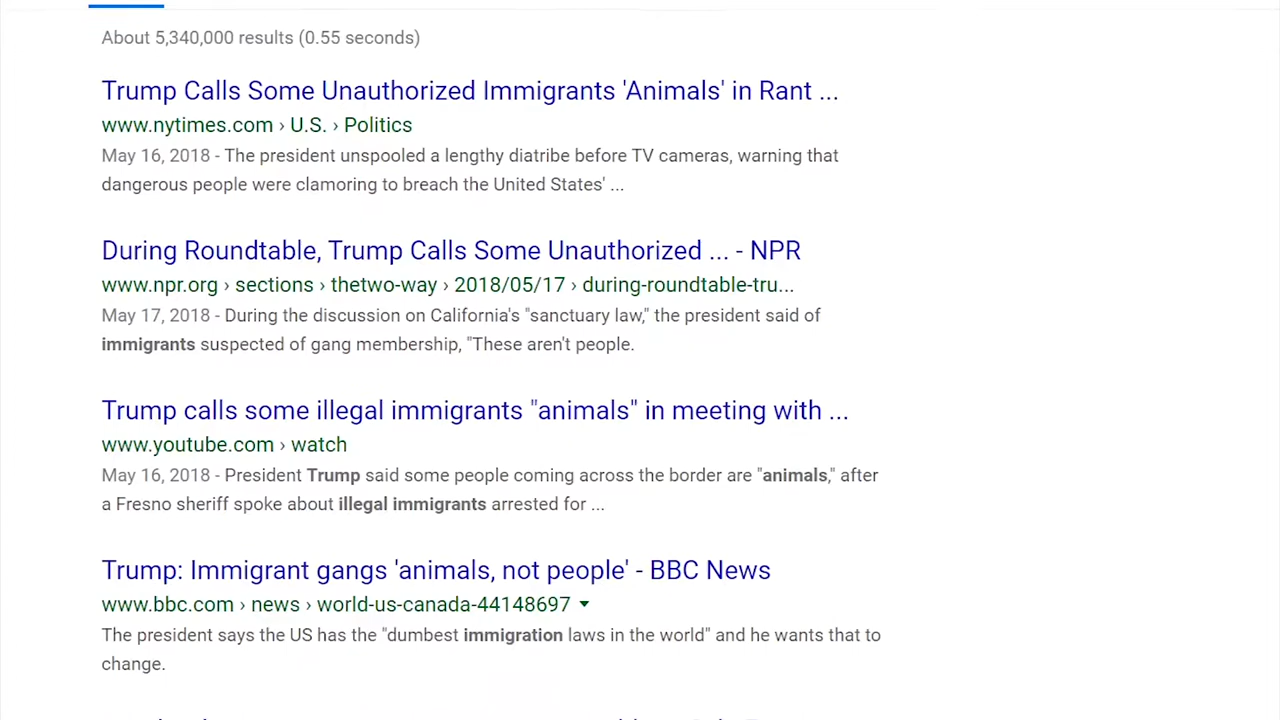 About 5,340,000 results (0.55 seconds)
Trump Calls Some Unauthorized Immigrants 'Animals' in Rant ...
www.nytimes.com › U.S. › Politics
May 16, 2018 - The president unspooled a lengthy diatribe before TV cameras, warning that
dangerous people were clamoring to breach the United States' ...
During Roundtable, Trump Calls Some Unauthorized ... - NPR
www.npr.org › sections › thetwo-way › 2018/05/17 › during-roundtable-tru...
May 17, 2018 - During the discussion on California's "sanctuary law," the president said of
immigrants suspected of gang membership, "These aren't people.
Trump calls some illegal immigrants "animals" in meeting with ...
www.youtube.com › watch
May 16, 2018 - President Trump said some people coming across the border are "animals," after
a Fresno sheriff spoke about illegal immigrants arrested for ...
Trump: Immigrant gangs 'animals, not people' - BBC News
www.bbc.com › news › world-us-canada-44148697
The president says the US has the "dumbest immigration laws in the world" and he wants that to
change.